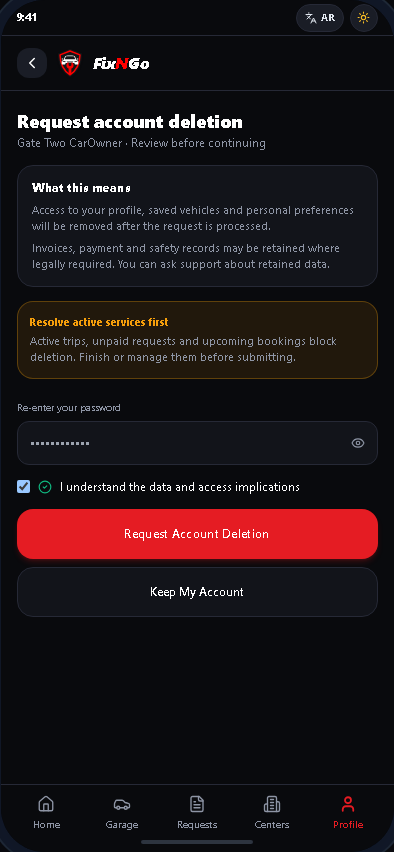 9:41
AR
FixNGo
Request account deletion
Gate Two CarOwner · Review before continuing
What this means
Access to your profile, saved vehicles and personal preferences
will be removed after the request is processed.
Invoices, payment and safety records may be retained where
legally required. You can ask support about retained data.
Resolve active services first
Active trips, unpaid requests and upcoming bookings block
deletion. Finish or manage them before submitting.
Re-enter your password
••••••••••••
I understand the data and access implications
Request Account Deletion
Keep My Account
Home
Garage
Requests
Centers
Profile